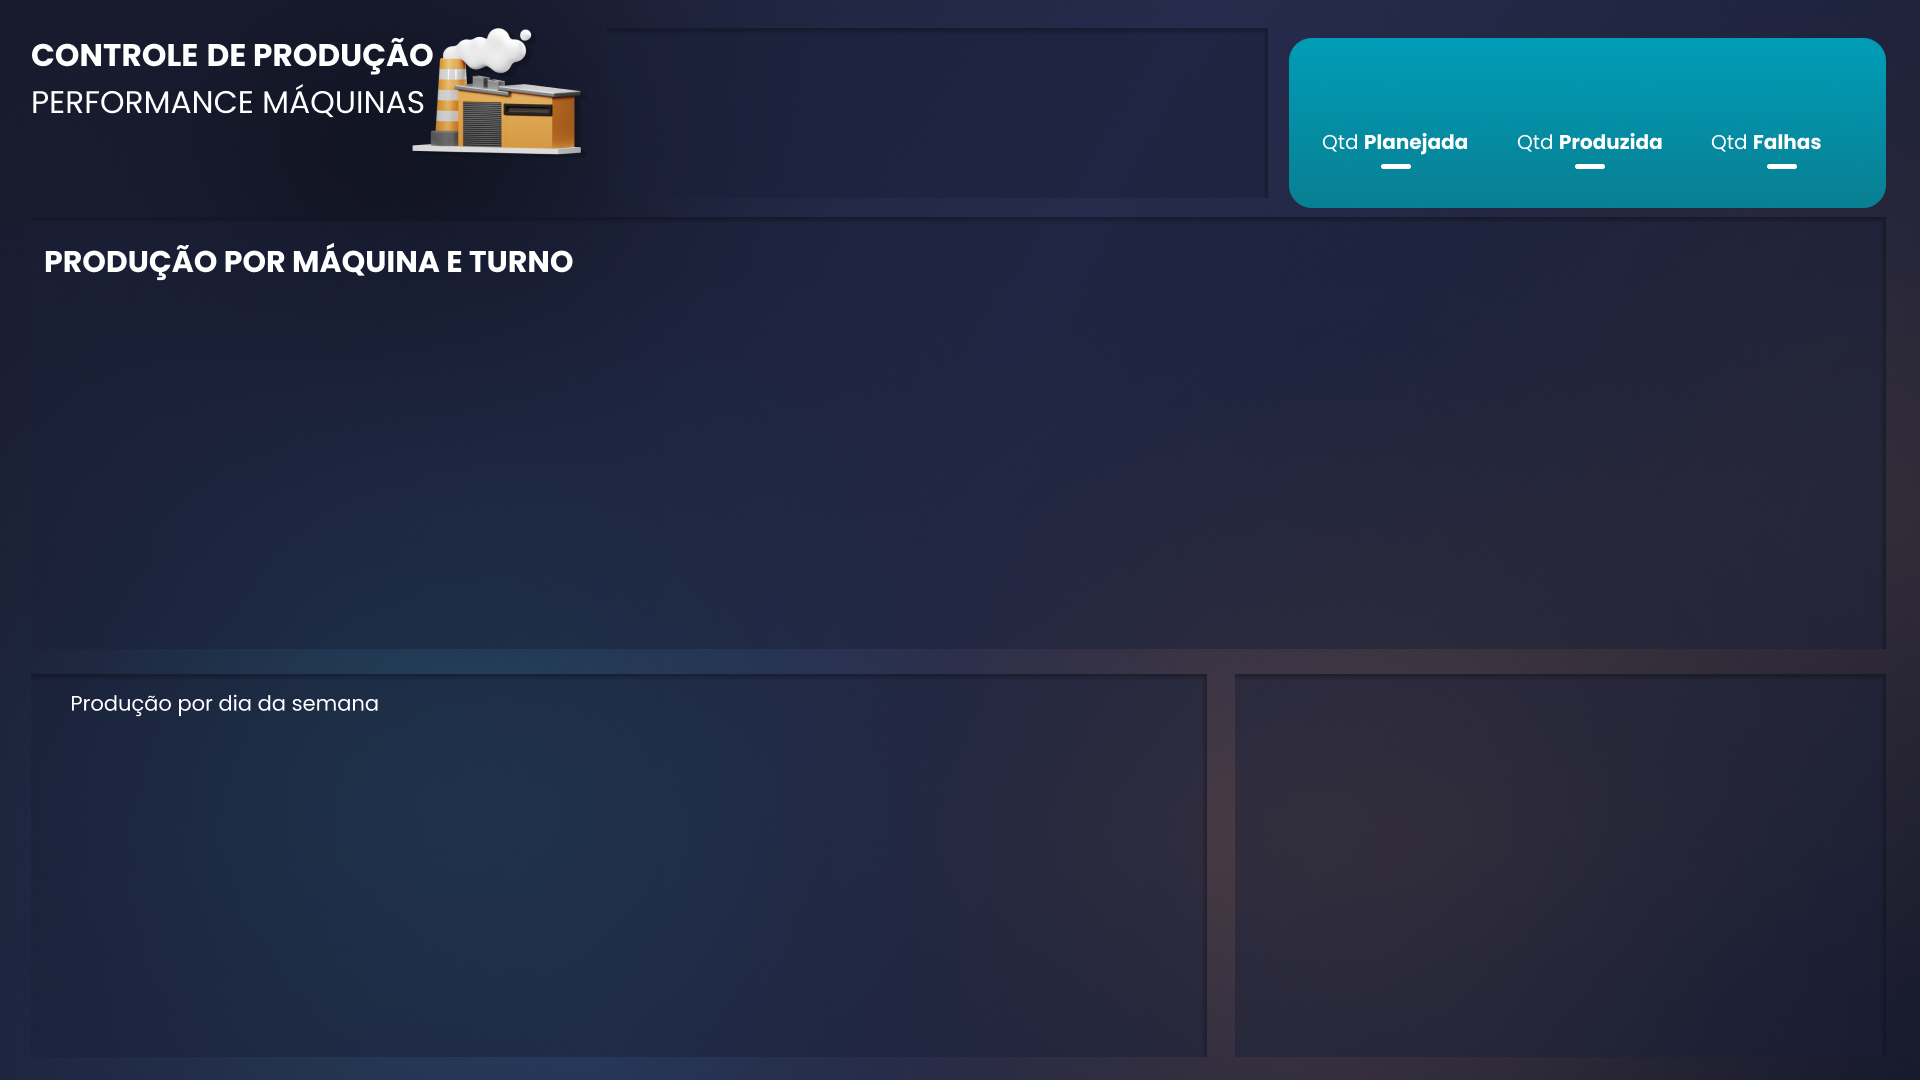 CONTROLE DE PRODUÇÃO
PERFORMANCE MÁQUINAS
Qtd Planejada
Qtd Produzida
Qtd Falhas
PRODUÇÃO POR MÁQUINA E TURNO
Produção por dia da semana